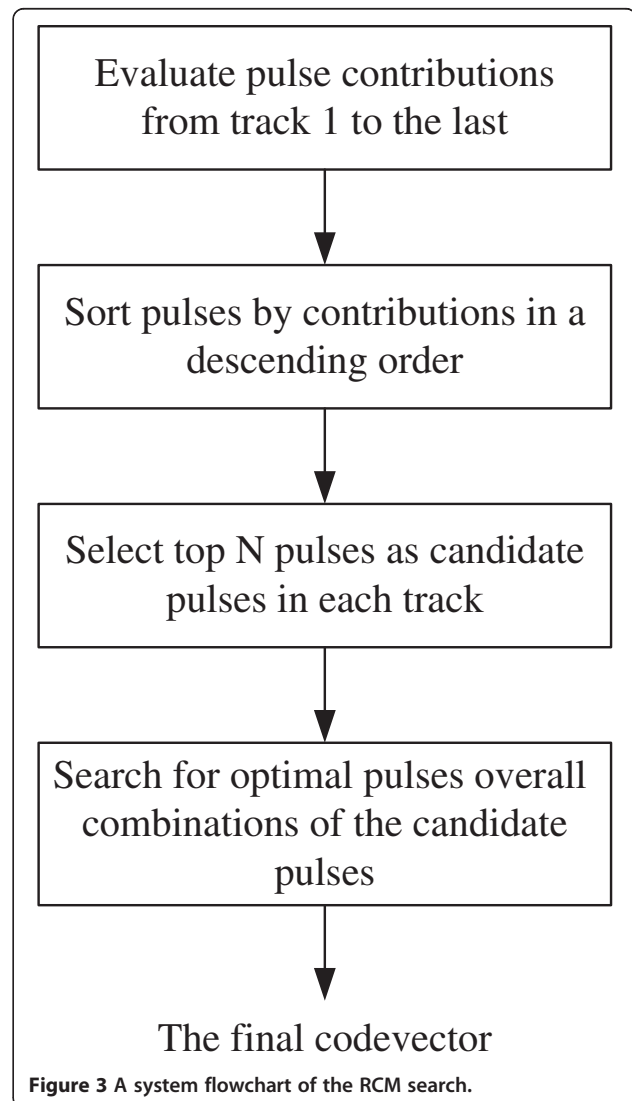 Evaluate pulse contributions
from track 1 to the last
Sort pulses by contributions in a
descending order
Select top N pulses as candidate
pulses in each track
Search for optimal pulses overall
combinations of the candidate
pulses
The final codevector
Figure 3 A system flowchart of the RCM search.